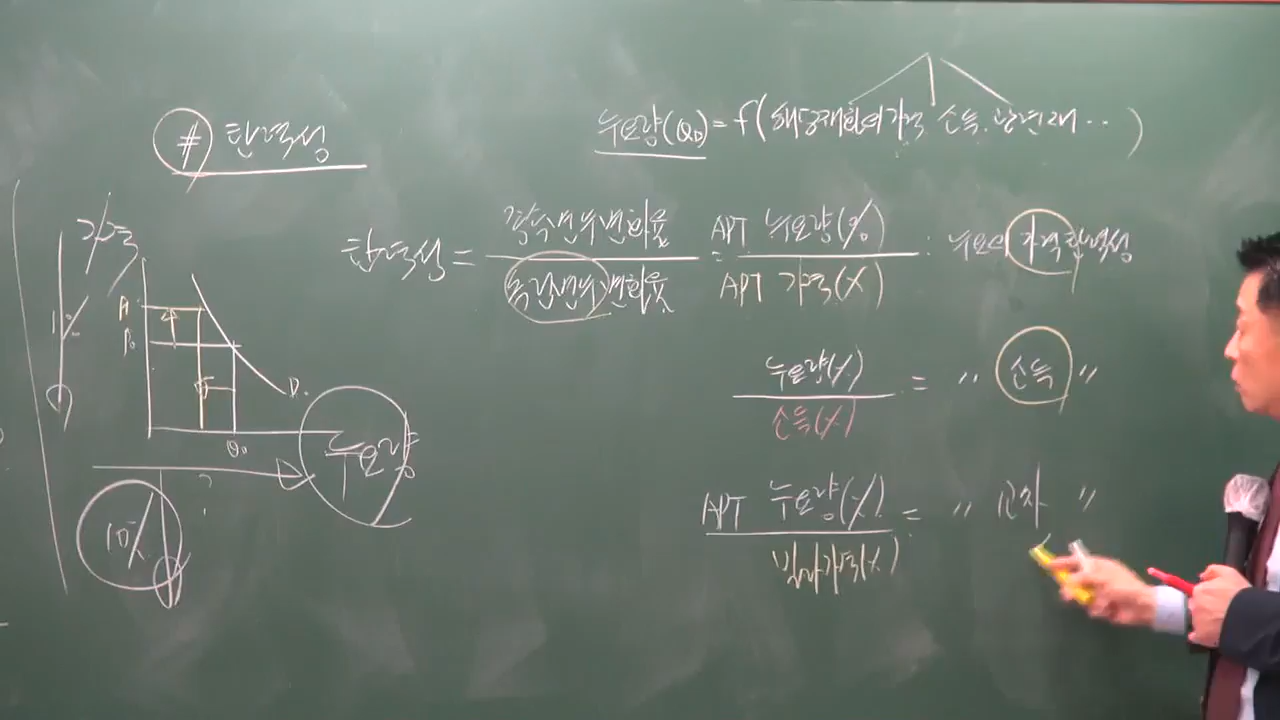 # 탄력성
수요량(QD) = f(해당재화의가격 소득. 관련재 ...)
탄력성 = 종속변수변화율 / 독립변수변화율 = APT 수요량(%) / APT 가격(%) : 수요의 가격탄력성
수요량(%) / 소득(%) = 〃 소득 〃
APT 수요량(%) / 빌라가격(%) = 〃 교차 〃
가격
P₀
D
Q₀
수요량
?
10%